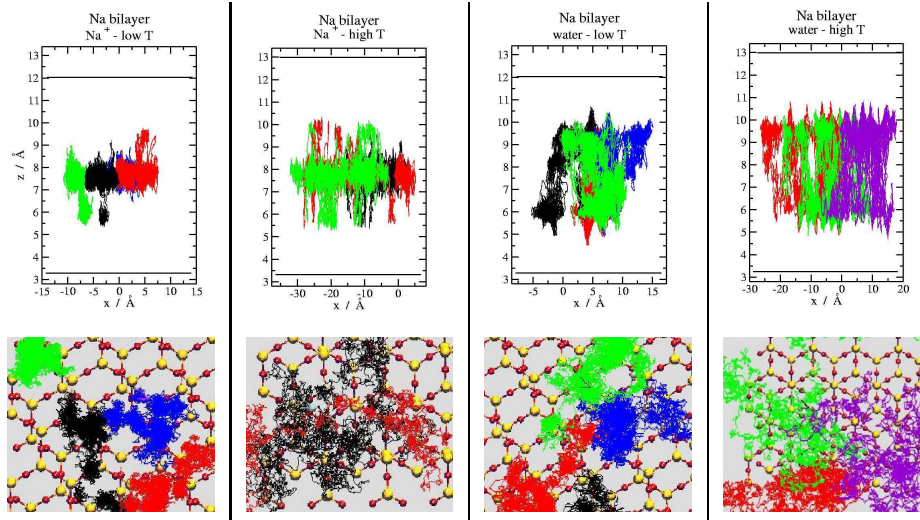 Na bilayer
Na + - low T
13
12
11
10
9
8
7
6
5
4
3
z / Å
-15 -10 -5 0 5 10 15
x / Å
Na bilayer
Na + - high T
13
12
11
10
9
8
7
6
5
4
3
-30 -20 -10 0
x / Å
Na bilayer
water - low T
13
12
11
10
9
8
7
6
5
4
3
-5 0 5 10 15
x / Å
Na bilayer
water - high T
13
12
11
10
9
8
7
6
5
4
3
-30 -20 -10 0 10 20
x / Å